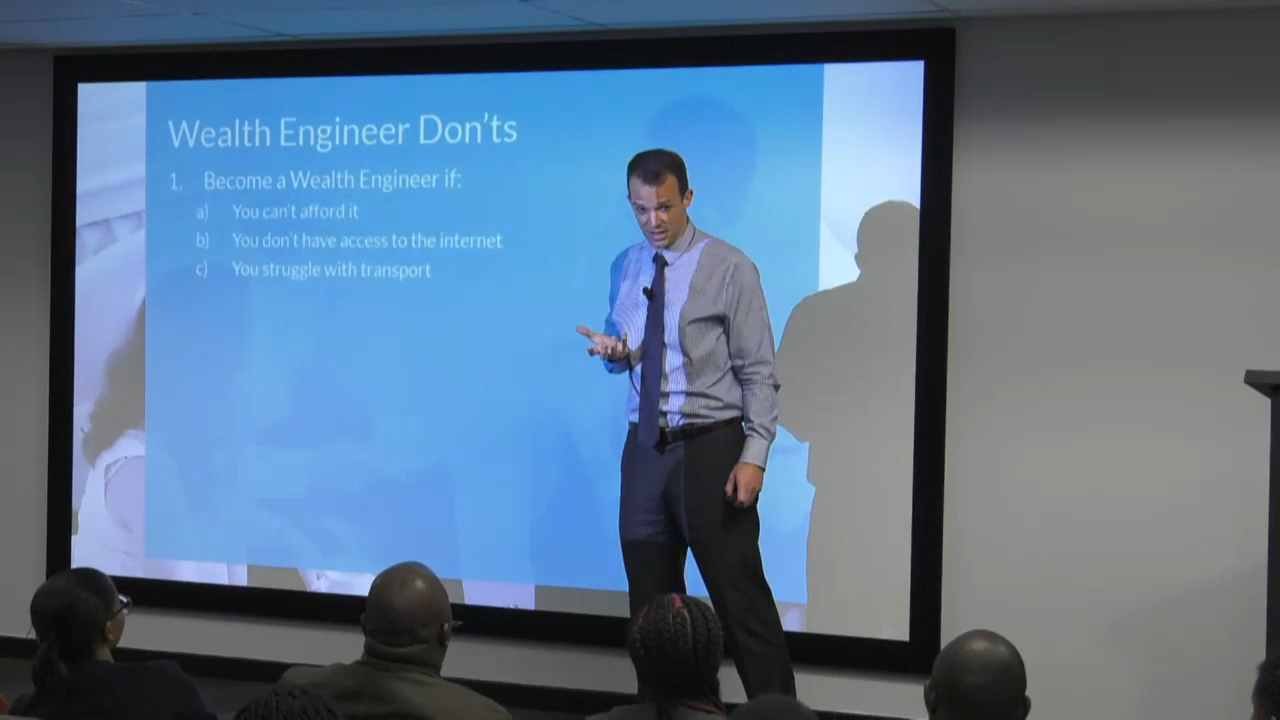 Wealth Engineer Don'ts
1. Become a Wealth Engineer if:
a) You can't afford it
b) You don't have access to the internet
c) You struggle with transport